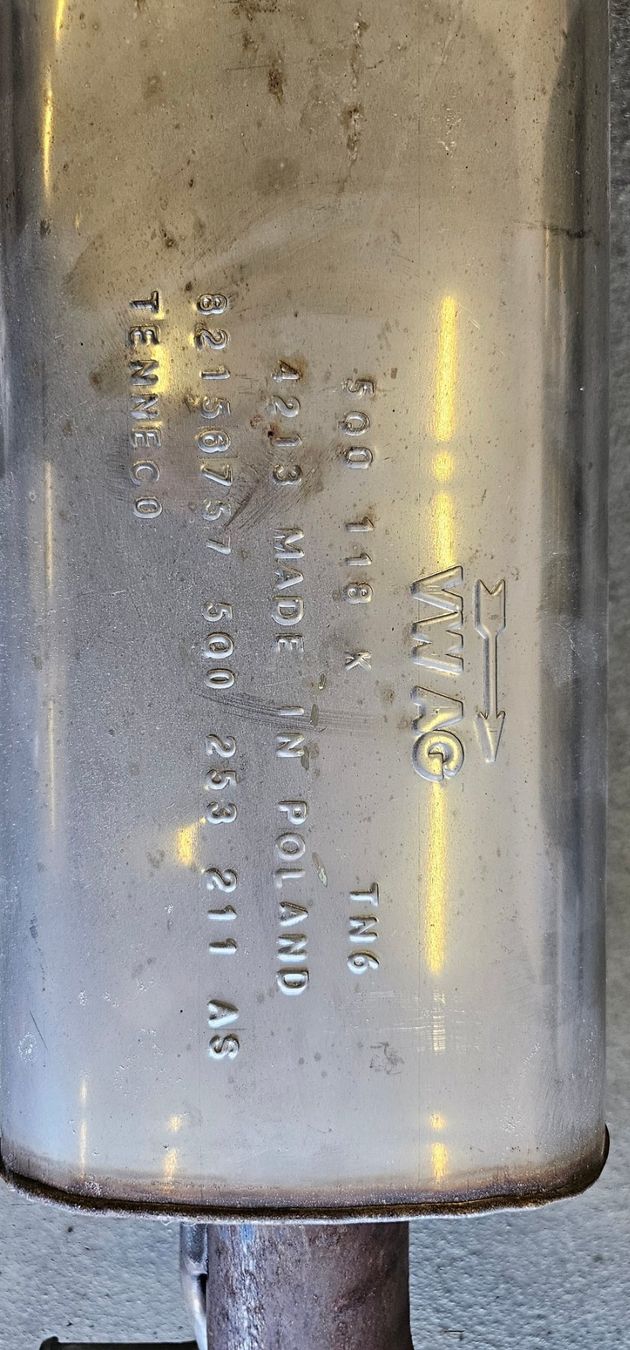 VW AG
5Q0 118 K TN6
4213 MADE IN POLAND
82156757 5Q0 253 211 AS
TENNECO